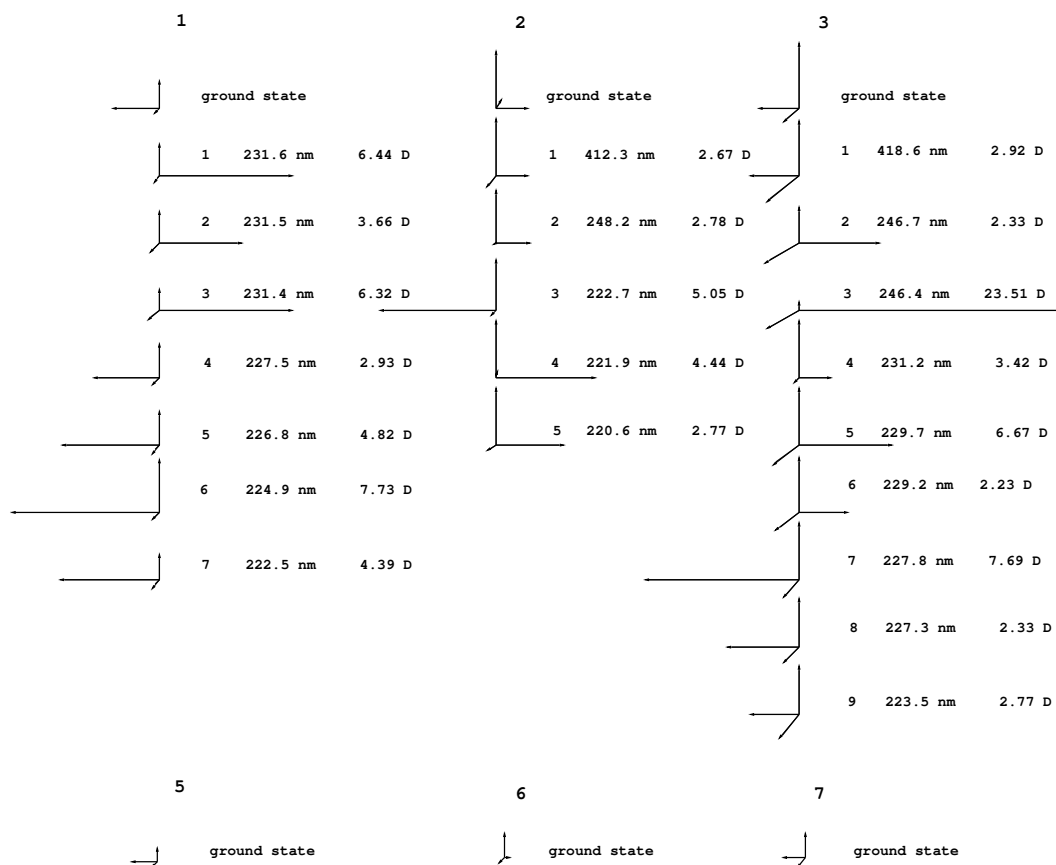 1 2 3
ground state ground state ground state
1 231.6 nm 6.44 D 1 412.3 nm 2.67 D 1 418.6 nm 2.92 D
2 231.5 nm 3.66 D 2 248.2 nm 2.78 D 2 246.7 nm 2.33 D
3 231.4 nm 6.32 D 3 222.7 nm 5.05 D 3 246.4 nm 23.51 D
4 227.5 nm 2.93 D 4 221.9 nm 4.44 D 4 231.2 nm 3.42 D
5 226.8 nm 4.82 D 5 220.6 nm 2.77 D 5 229.7 nm 6.67 D
6 224.9 nm 7.73 D 6 229.2 nm 2.23 D
7 222.5 nm 4.39 D 7 227.8 nm 7.69 D
8 227.3 nm 2.33 D
9 223.5 nm 2.77 D
5 6 7
ground state ground state ground state